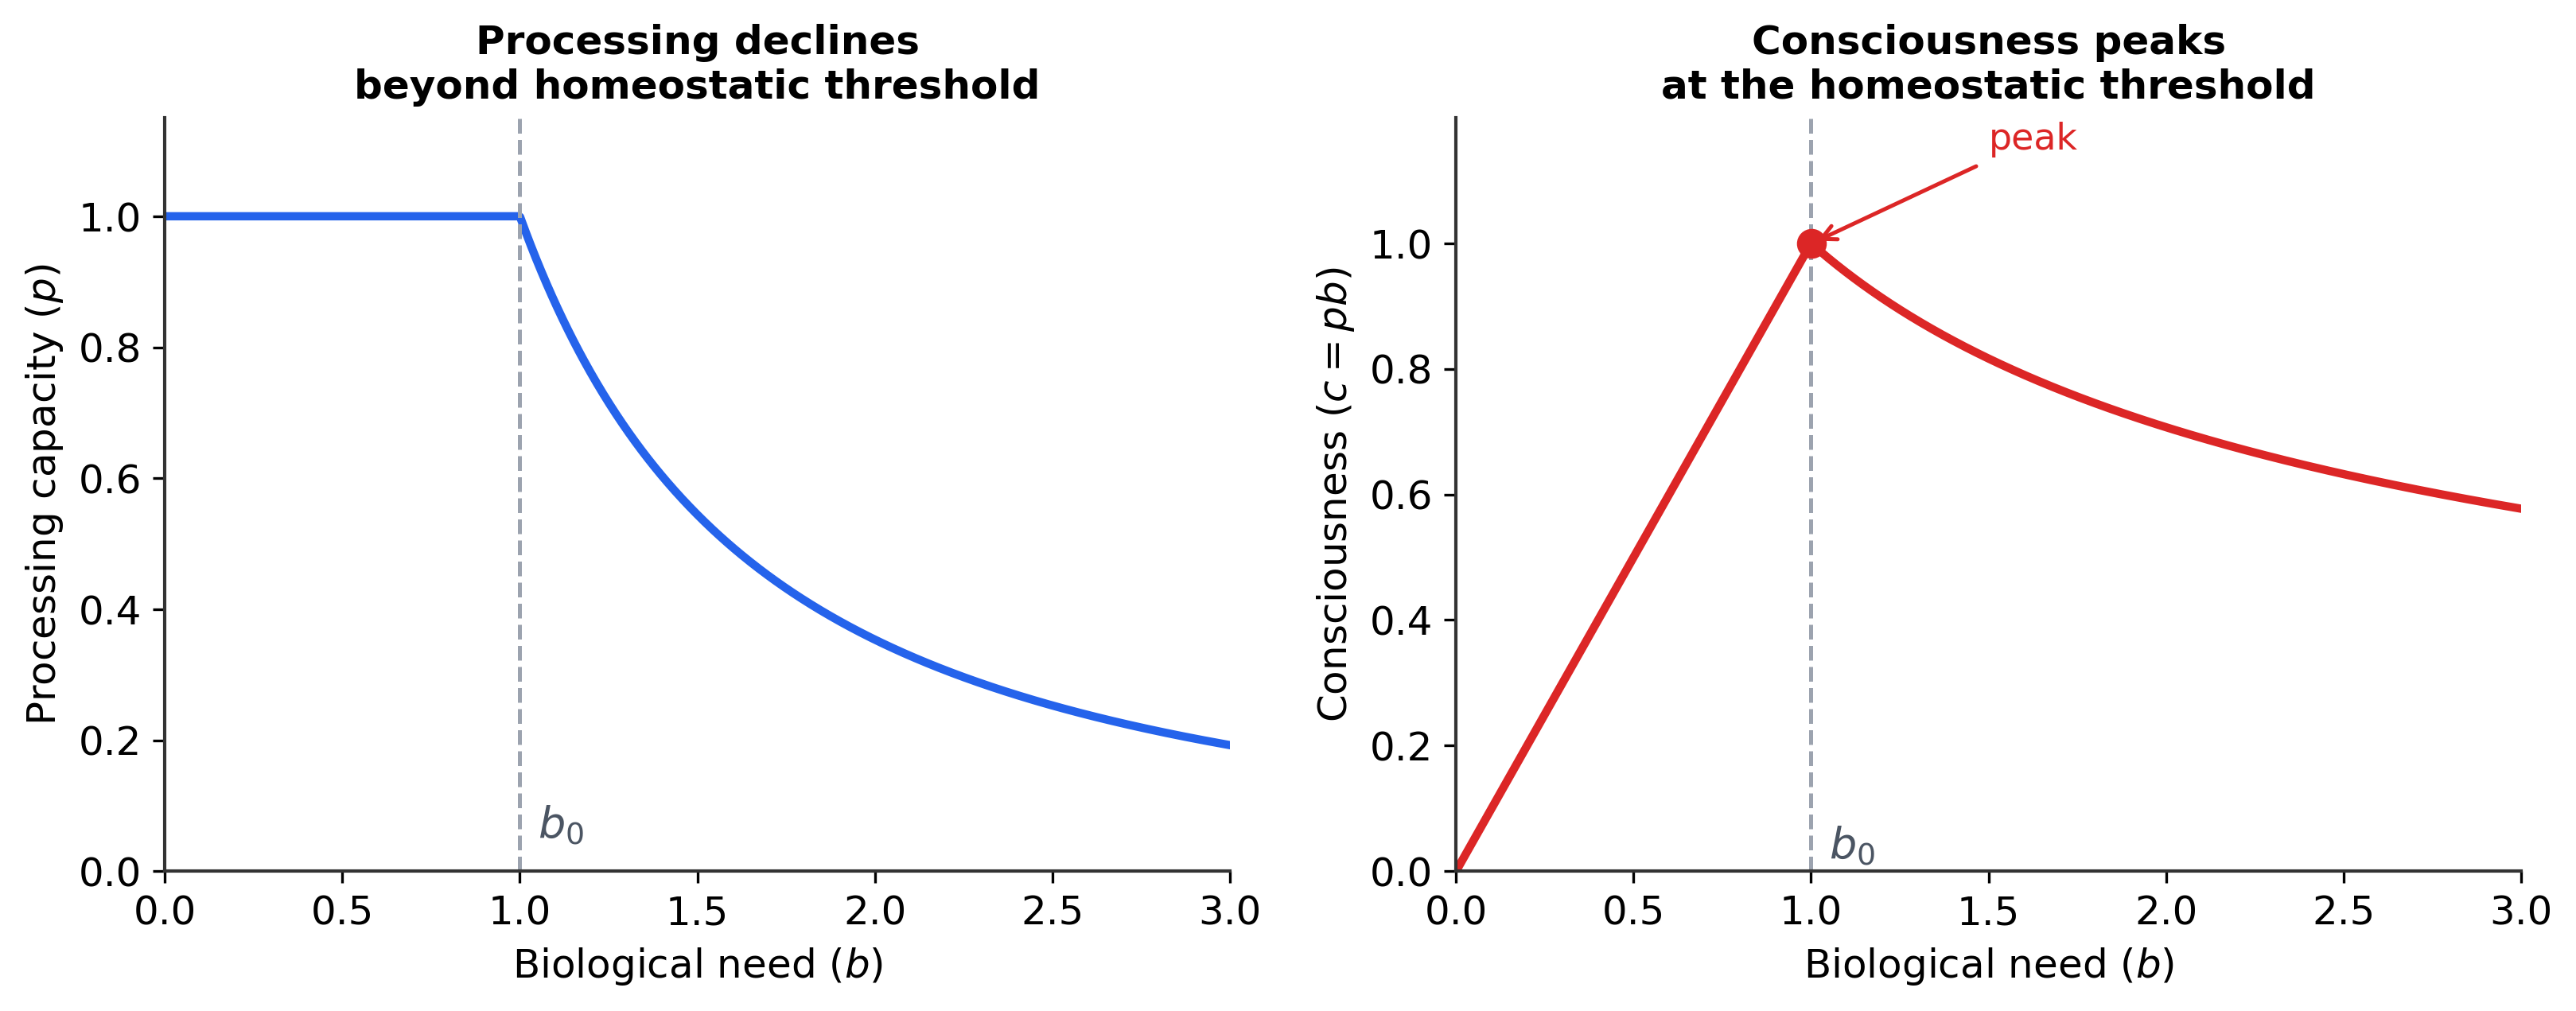 Processing declines
beyond homeostatic threshold
Processing capacity (p)
1.0
0.8
0.6
0.4
0.2
0.0
b₀
0.0 0.5 1.0 1.5 2.0 2.5 3.0
Biological need (b)
Consciousness peaks
at the homeostatic threshold
peak
Consciousness (c = pb)
1.0
0.8
0.6
0.4
0.2
0.0
b₀
0.0 0.5 1.0 1.5 2.0 2.5 3.0
Biological need (b)